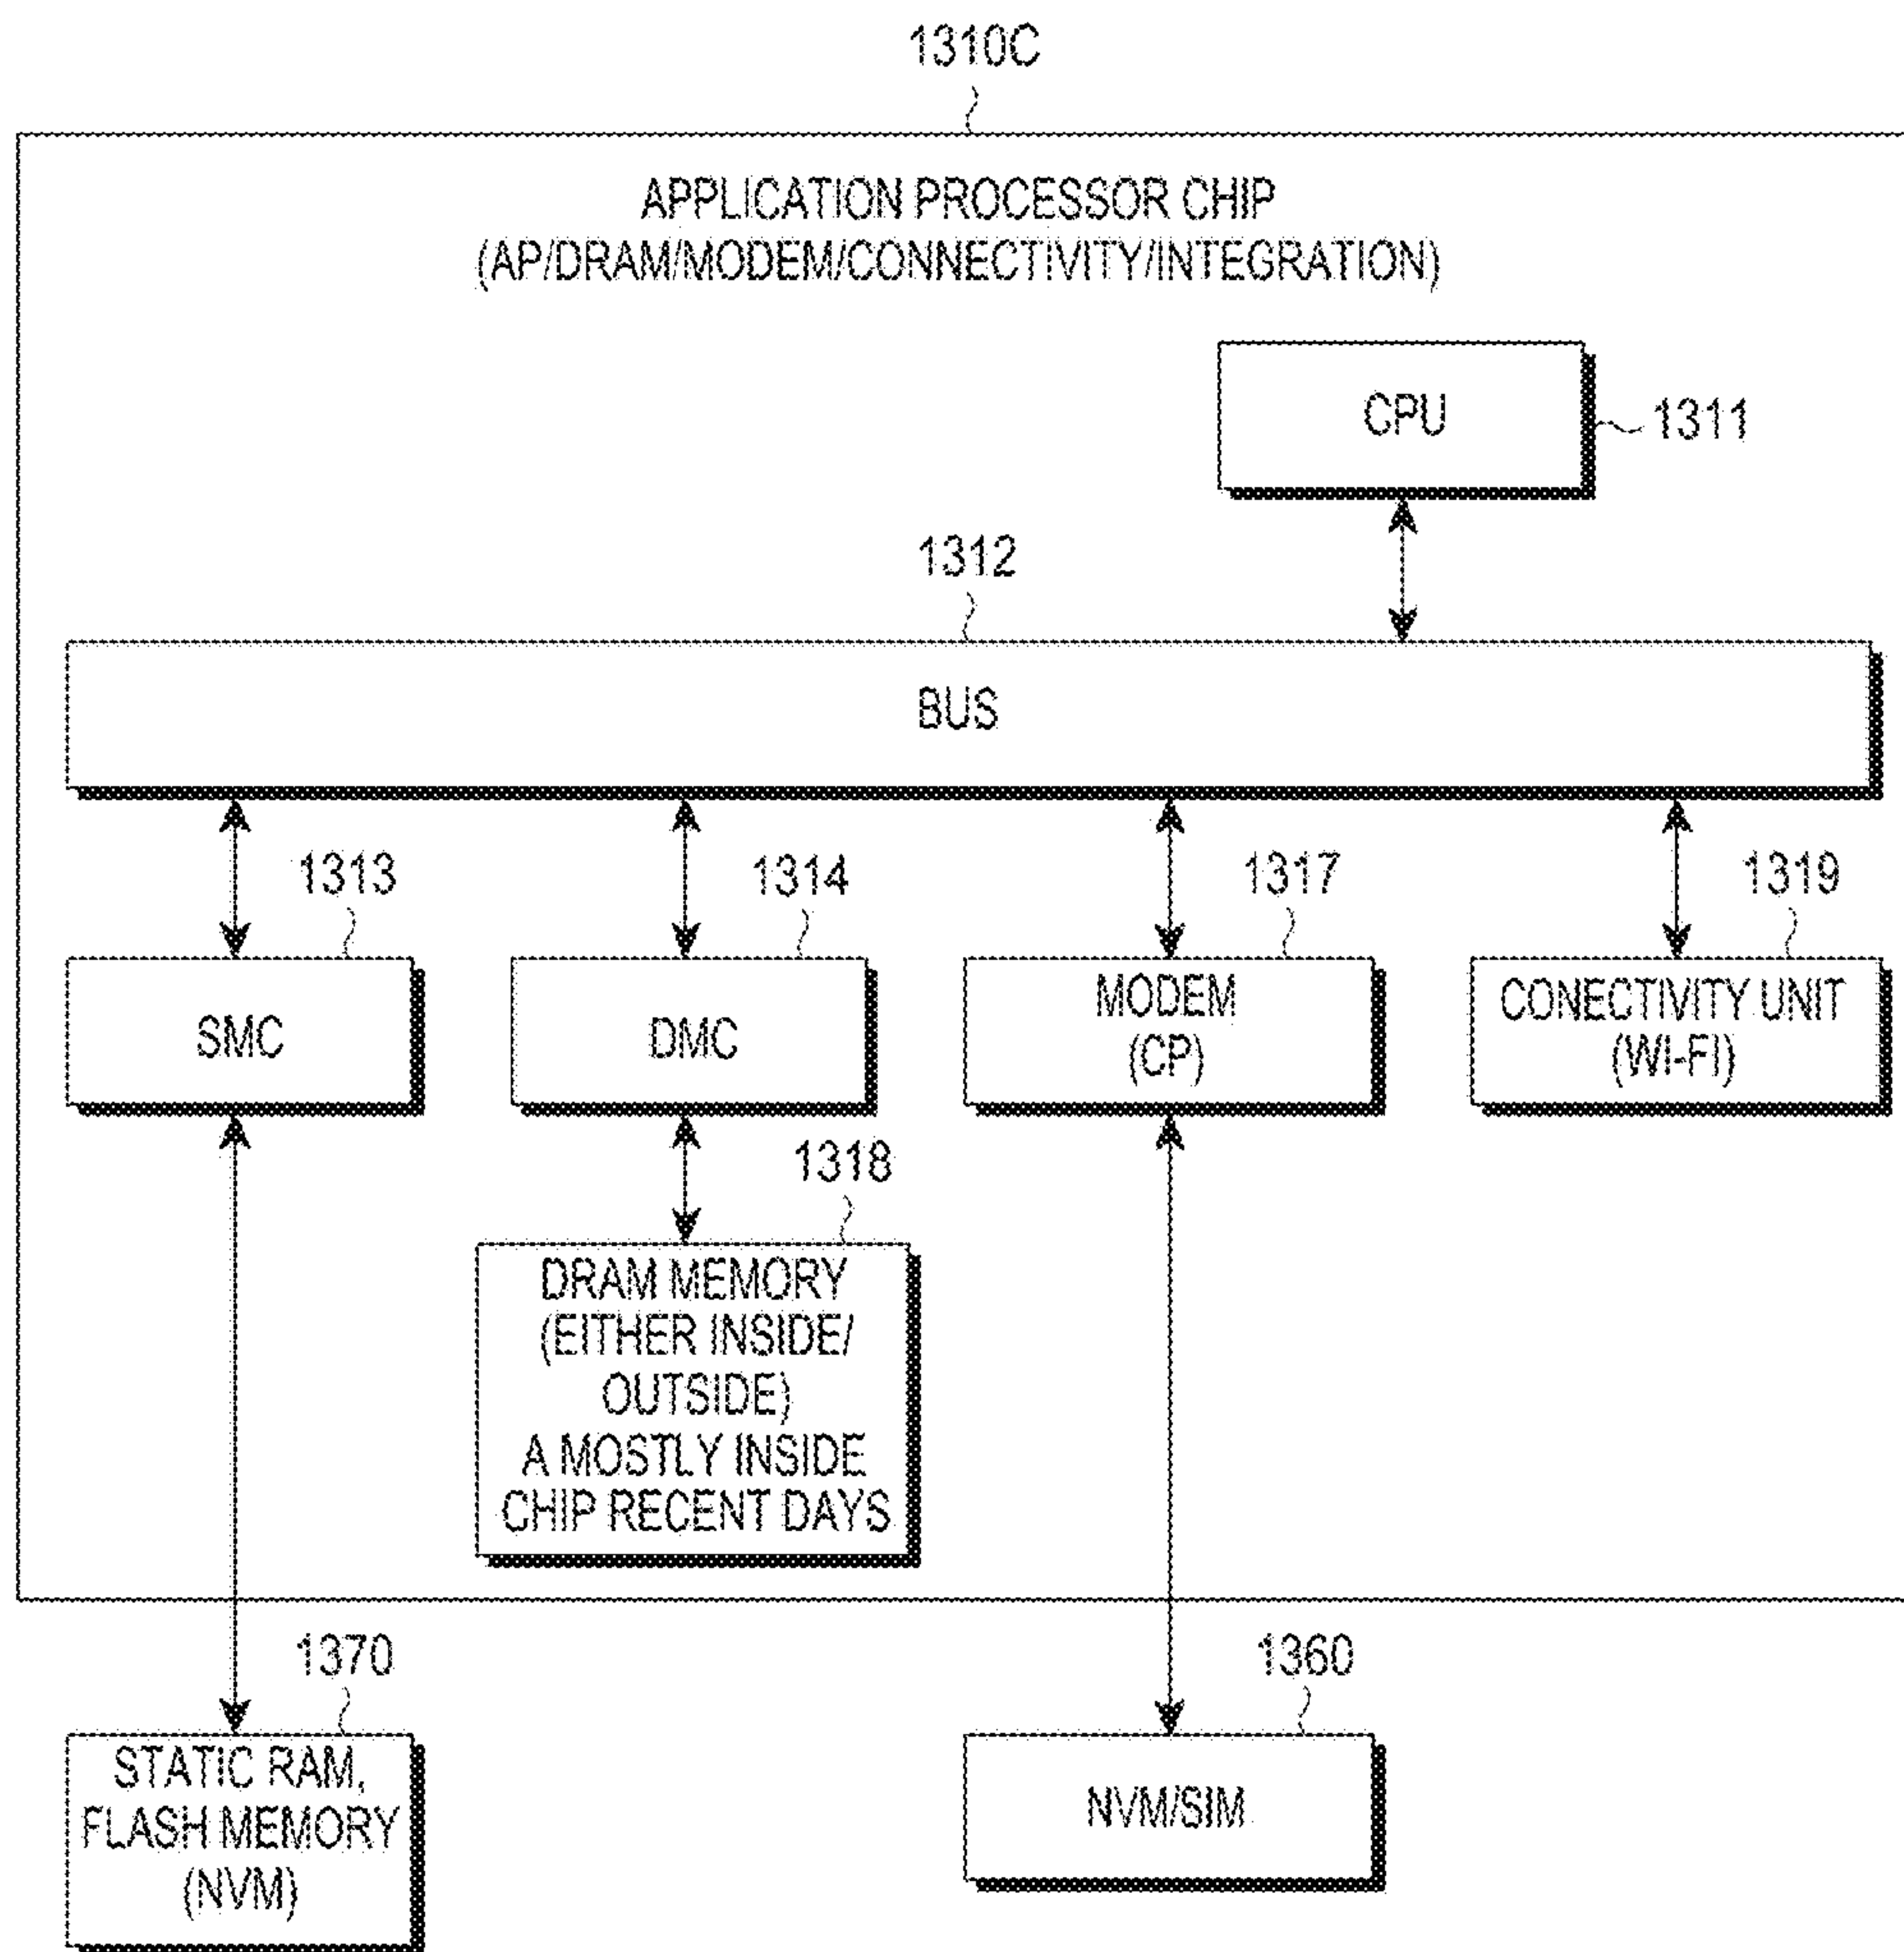 1310C
APPLICATION PROCESSOR CHIP
(AP/DRAM/MODEM/CONNECTIVITY/INTEGRATION)
CPU
1311
1312
BUS
1313
1314
1317
1319
SMC
DMC
MODEM
(CP)
CONECTIVITY UNIT
(WI-FI)
1318
DRAM MEMORY
(EITHER INSIDE/
OUTSIDE)
A MOSTLY INSIDE
CHIP RECENT DAYS
1370
1360
STATIC RAM,
FLASH MEMORY
(NVM)
NVM/SIM